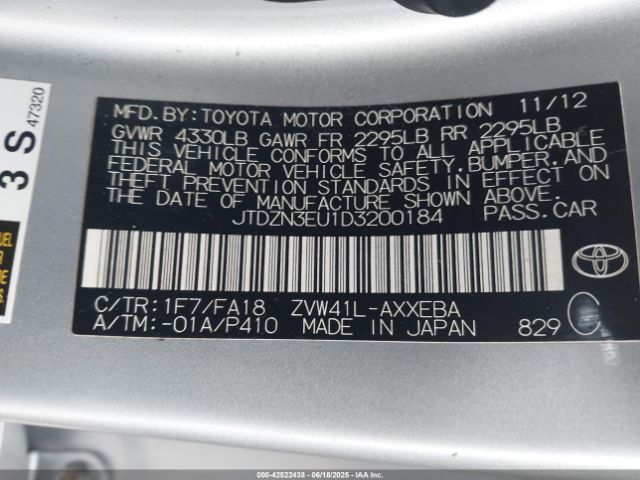 MFD. BY: TOYOTA MOTOR CORPORATION 11/12
GVWR 4330LB GAWR FR 2295LB RR 2295LB
THIS VEHICLE CONFORMS TO ALL APPLICABLE
FEDERAL MOTOR VEHICLE SAFETY, BUMPER, AND
THEFT PREVENTION STANDARDS IN EFFECT ON
THE DATE OF MANUFACTURE SHOWN ABOVE.
JTDZN3EU1D3200184 PASS. CAR
C/TR: 1F7/FA18 ZVW41L-AXXEBA
A/TM: -01A/P410 MADE IN JAPAN 829 C
TOYOTA
3 S
47320
000-42522438 - 06/18/2025 - IAAI.COM